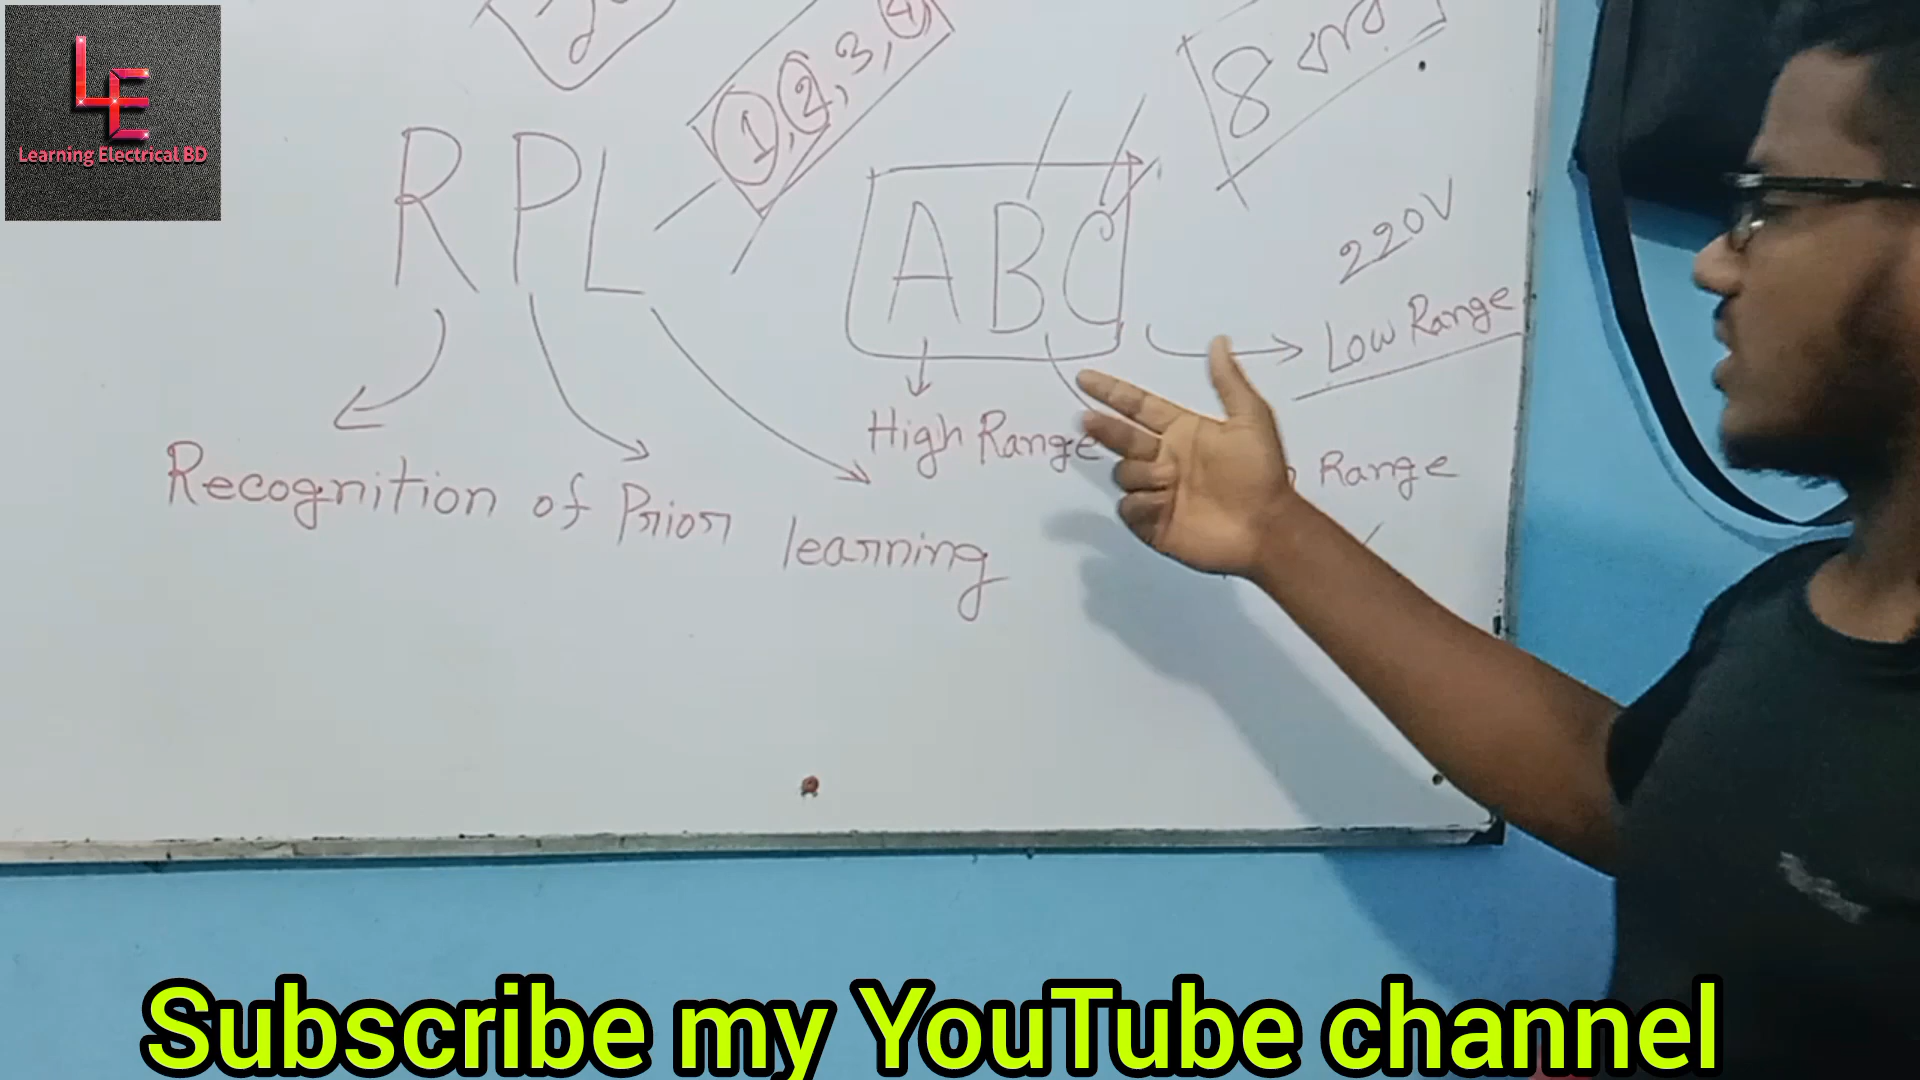 LE
Learning Electrical BD
1, 2, 3, 4,
RPL
ABC
220V
Low Range
High Range
Range
Recognition of Prior learning
Subscribe my YouTube channel